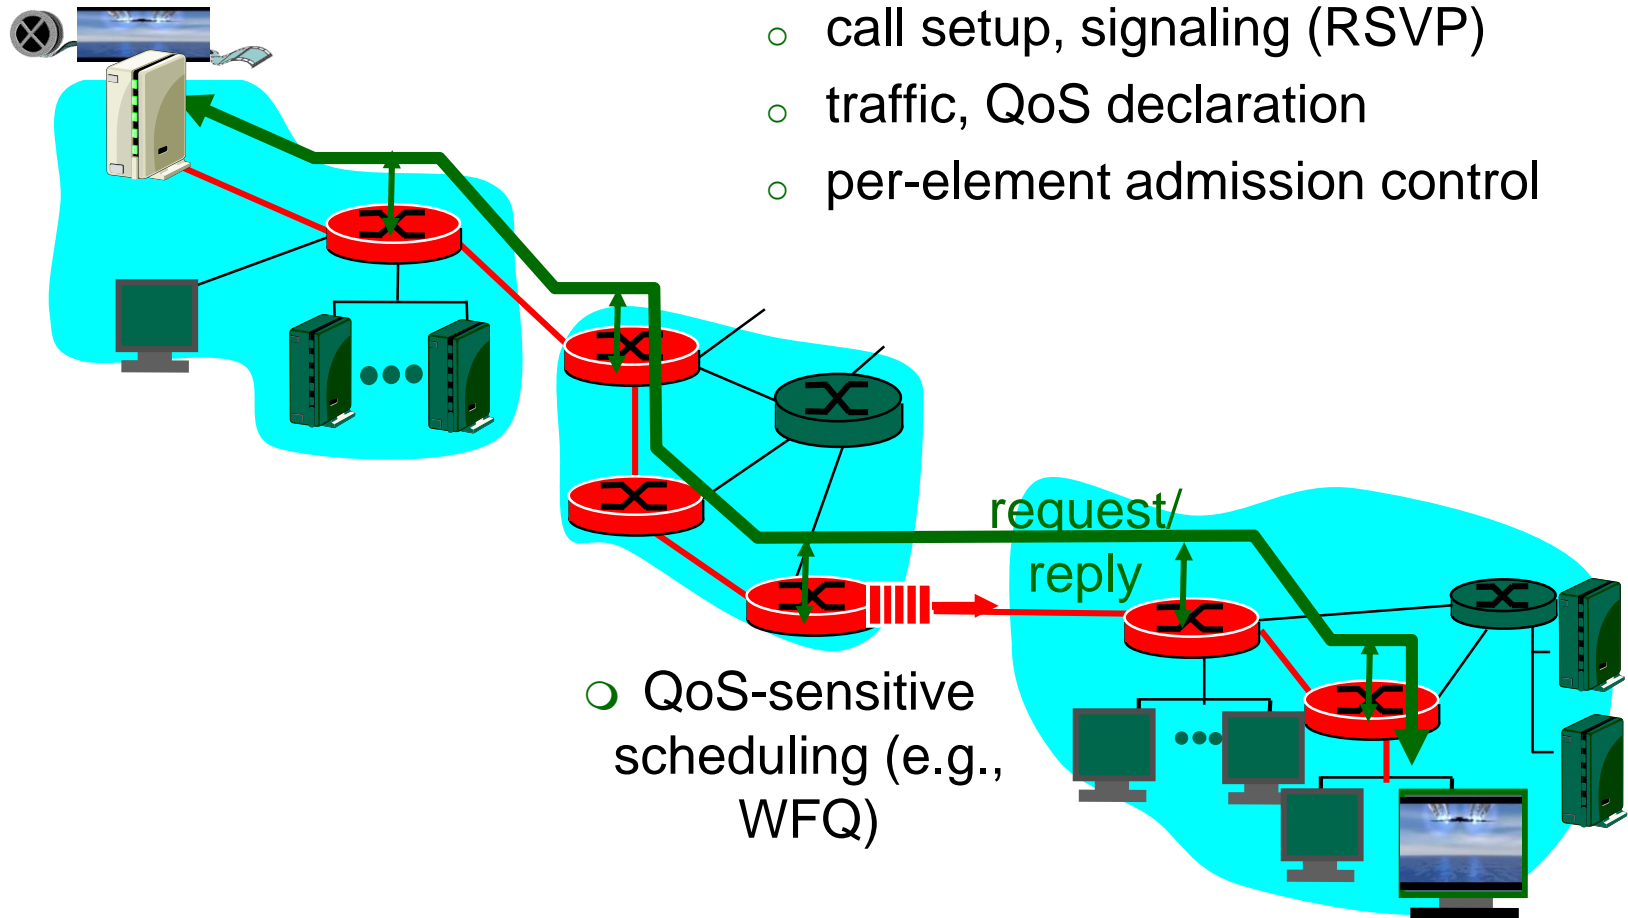 call setup, signaling (RSVP)
traffic, QoS declaration
per-element admission control
request/
reply
QoS-sensitive
scheduling (e.g.,
WFQ)